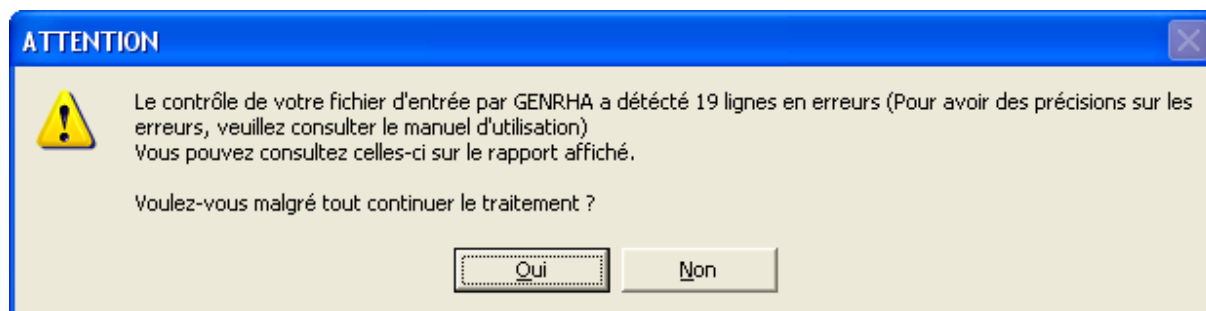 ATTENTION
Le contrôle de votre fichier d'entrée par GENRHA a détécté 19 lignes en erreurs (Pour avoir des précisions sur les
erreurs, veuillez consulter le manuel d'utilisation)
Vous pouvez consultez celles-ci sur le rapport affiché.
Voulez-vous malgré tout continuer le traitement ?
Oui Non